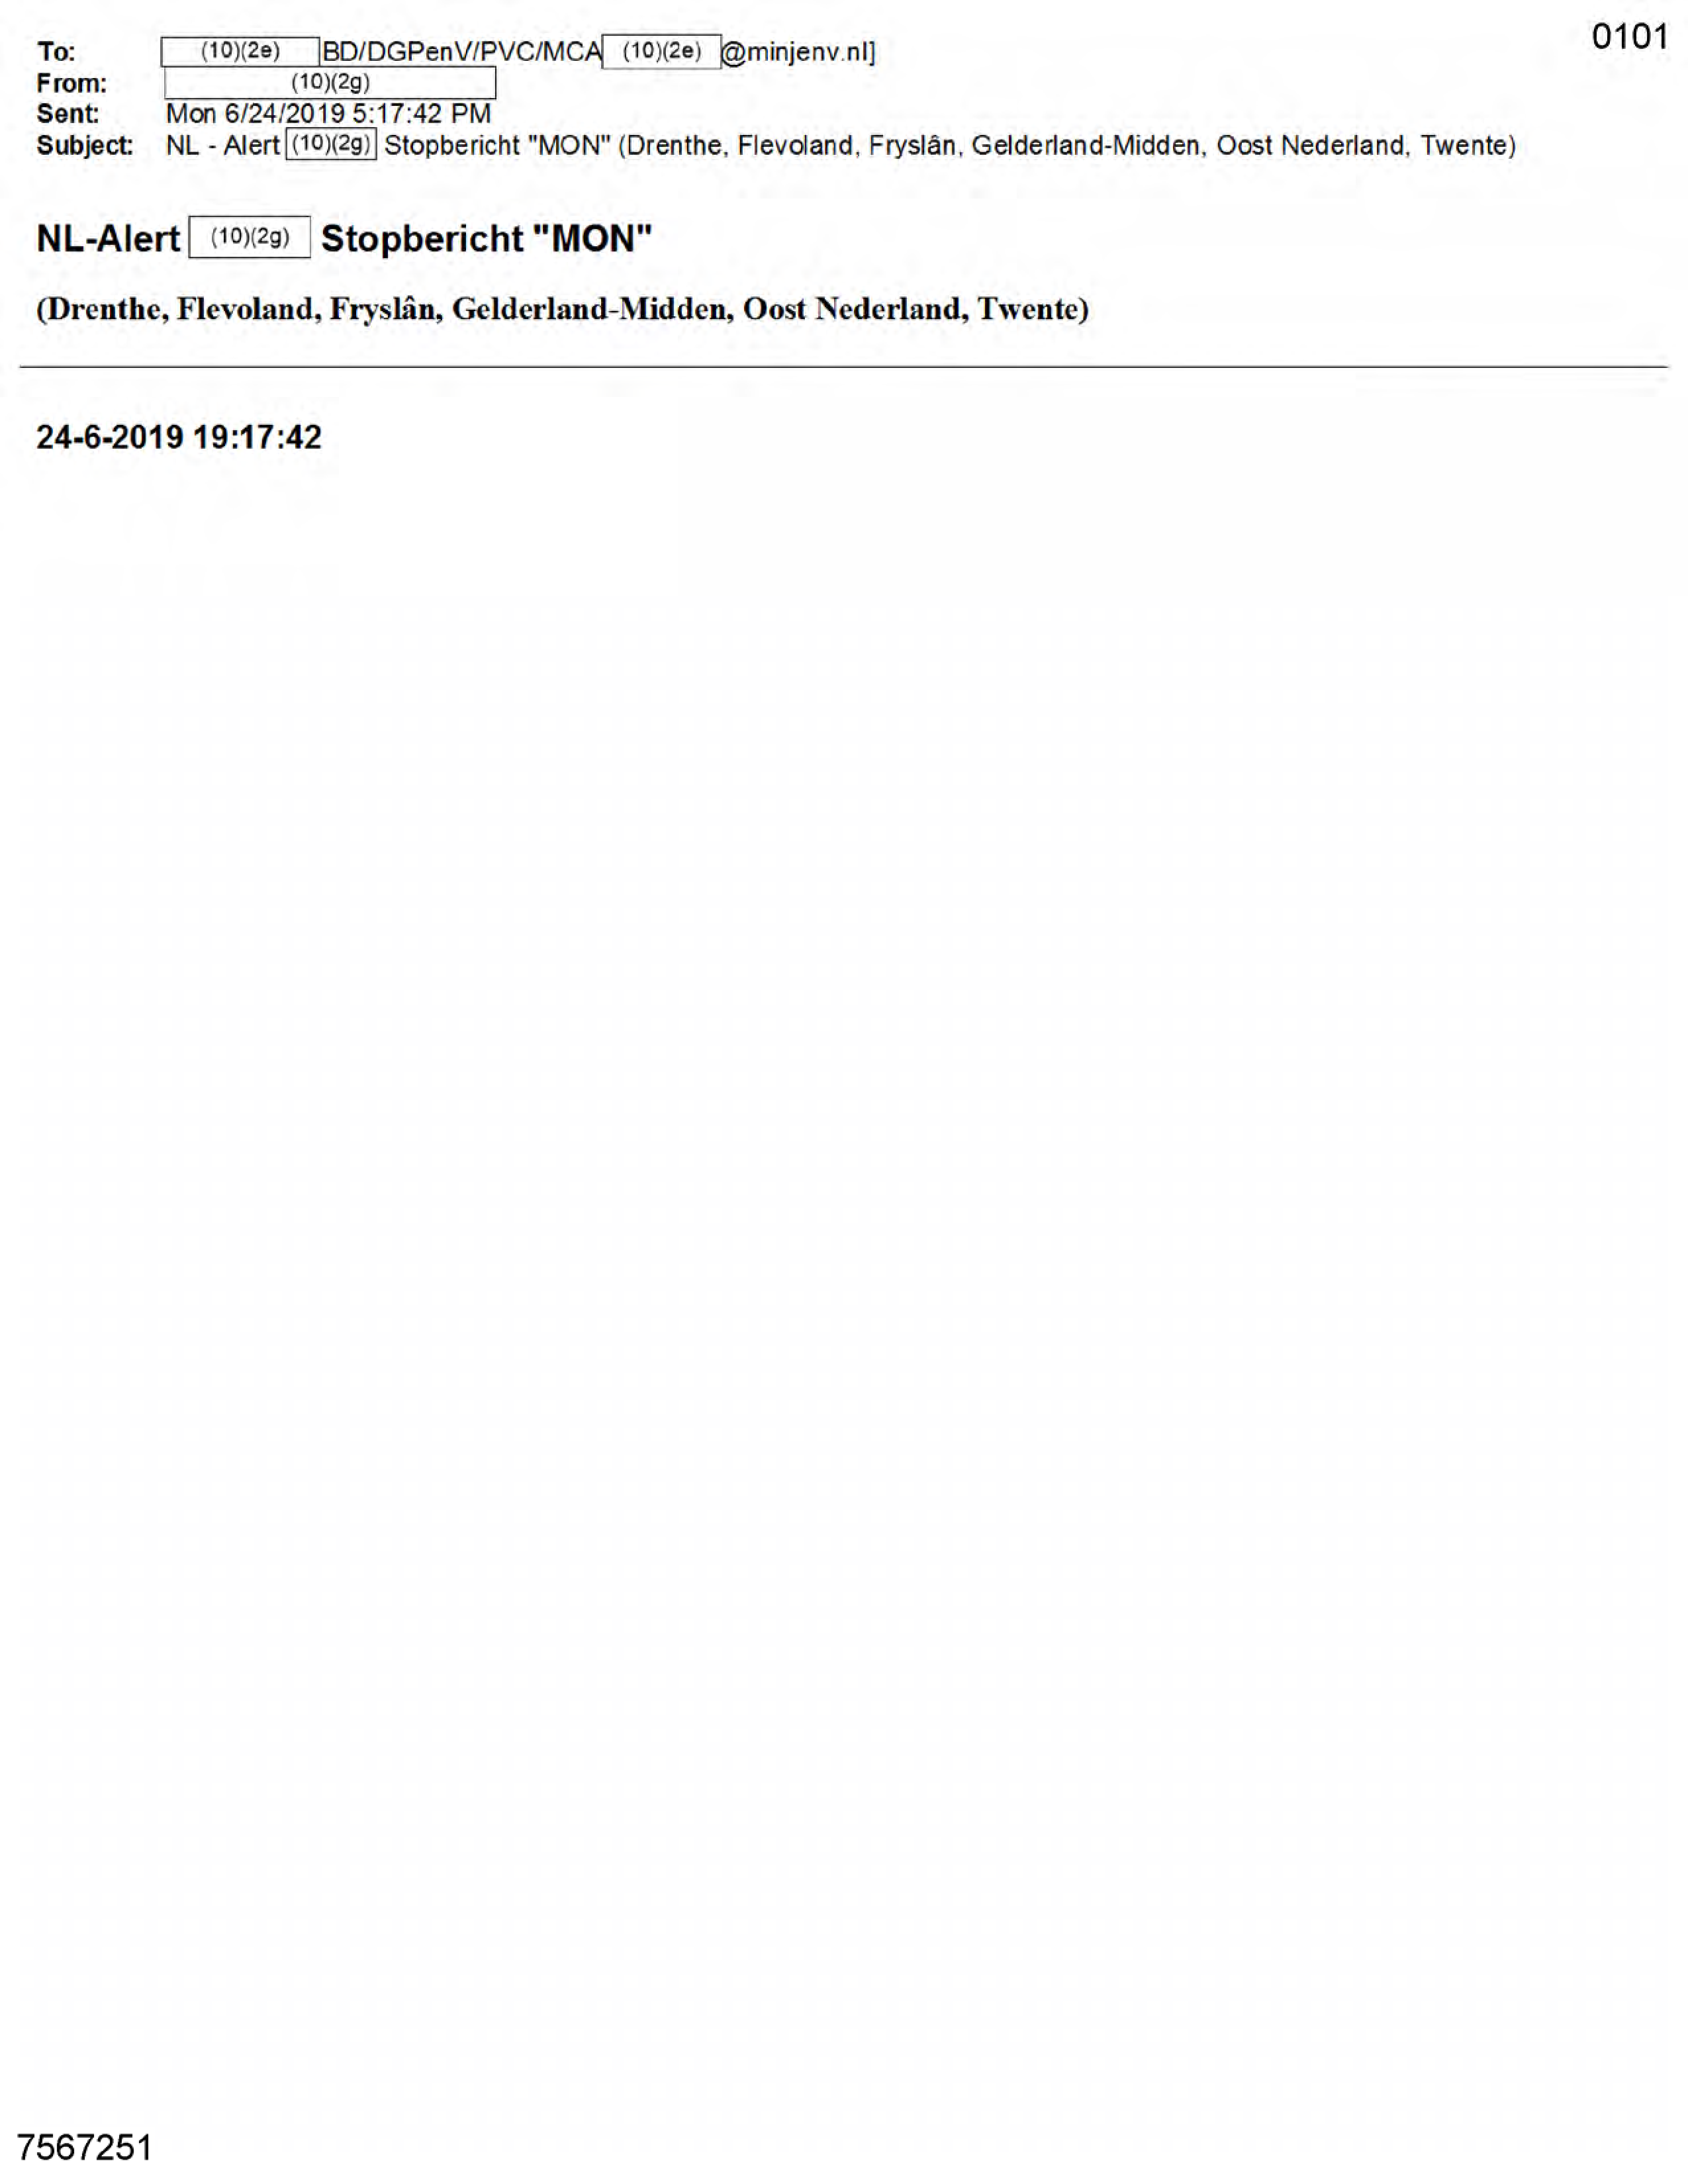 0101
To: (10)(2e) BD/DGPenV/PVC/MCA (10)(2e) @minjenv.nl]
From: (10)(2g)
Sent: Mon 6/24/2019 5:17:42 PM
Subject: NL - Alert (10)(2g) Stopbericht "MON" (Drenthe, Flevoland, Fryslân, Gelderland-Midden, Oost Nederland, Twente)
NL-Alert (10)(2g) Stopbericht "MON"
(Drenthe, Flevoland, Fryslân, Gelderland-Midden, Oost Nederland, Twente)
24-6-2019 19:17:42
7567251